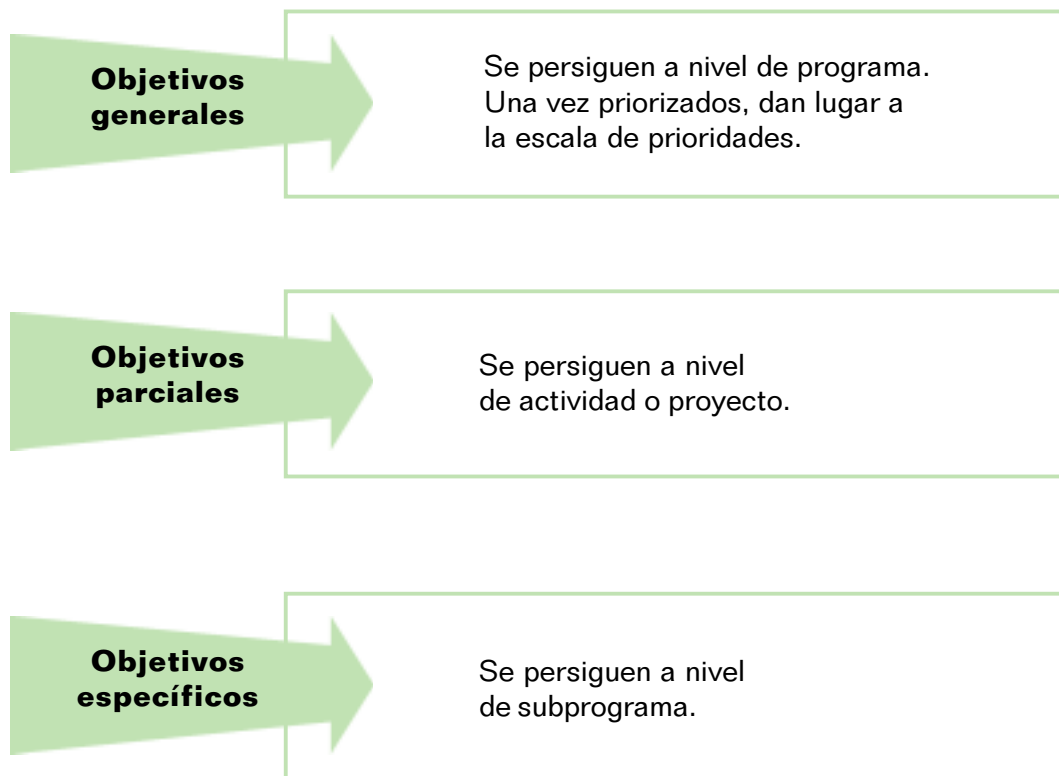 Objetivos
generales
Se persiguen a nivel de programa.
Una vez priorizados, dan lugar a
la escala de prioridades.
Objetivos
parciales
Se persiguen a nivel
de actividad o proyecto.
Objetivos
específicos
Se persiguen a nivel
de subprograma.